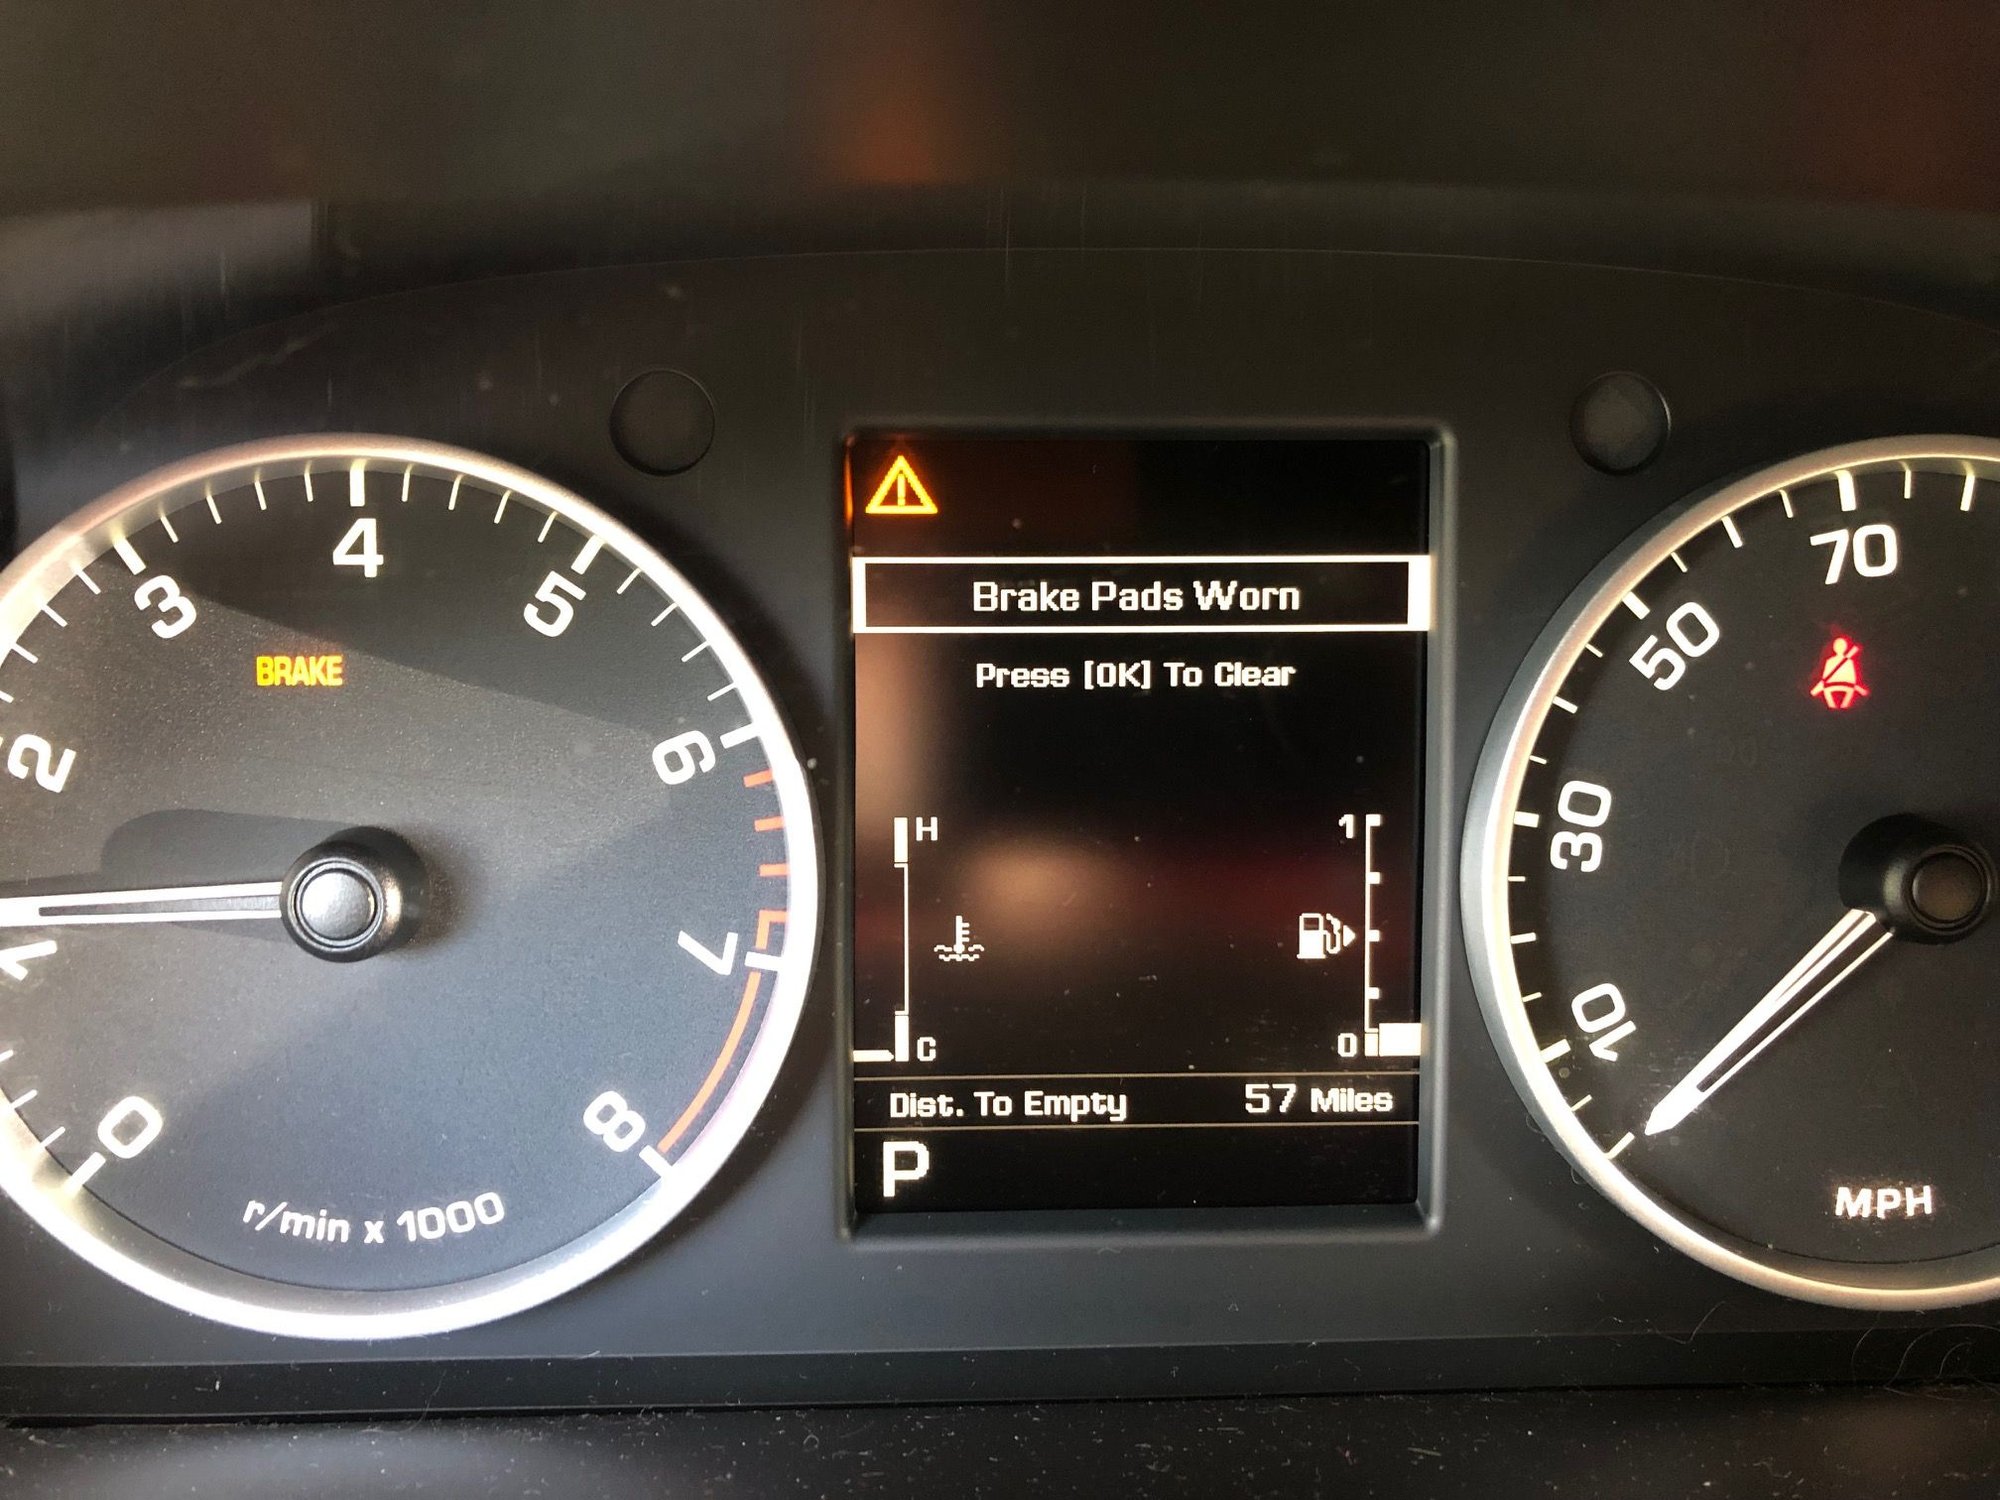 0
1
2
3
4
5
6
7
8
BRAKE
r/min x 1000
Brake Pads Worn
Press [OK] To Clear
H
C
1
0
Dist. To Empty 57 Miles
P
10
30
50
70
MPH